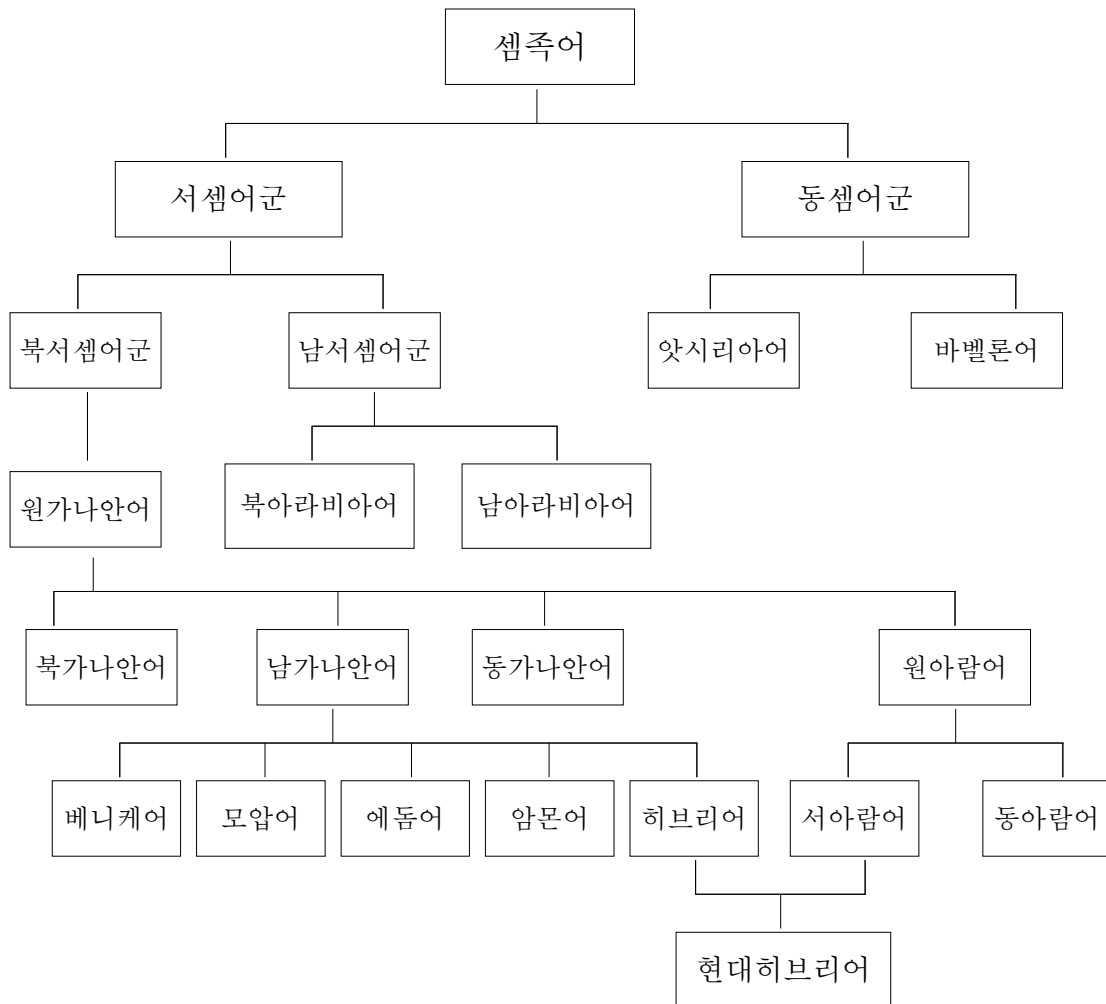 셈족어
서셈어군
동셈어군
북서셈어군
남서셈어군
앗시리아어
바벨론어
원가나안어
북아라비아어
남아라비아어
북가나안어
남가나안어
동가나안어
원아람어
베니케어
모압어
에돔어
암몬어
히브리어
서아람어
동아람어
현대히브리어